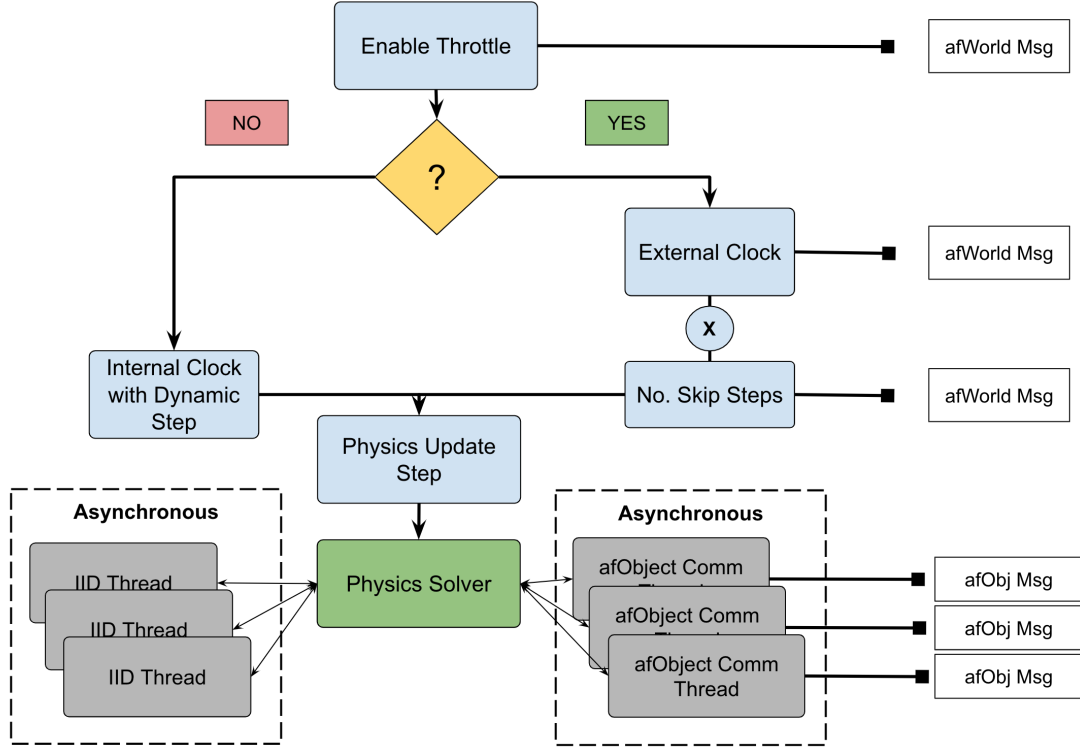 Enable Throttle
afWorld Msg
NO
YES
?
External Clock
afWorld Msg
X
Internal Clock
with Dynamic
Step
No. Skip Steps
afWorld Msg
Physics Update
Step
Asynchronous
Asynchronous
IID Thread
IID Thread
IID Thread
Physics Solver
afObject Comm
afObject Comm
afObject Comm
Thread
afObj Msg
afObj Msg
afObj Msg